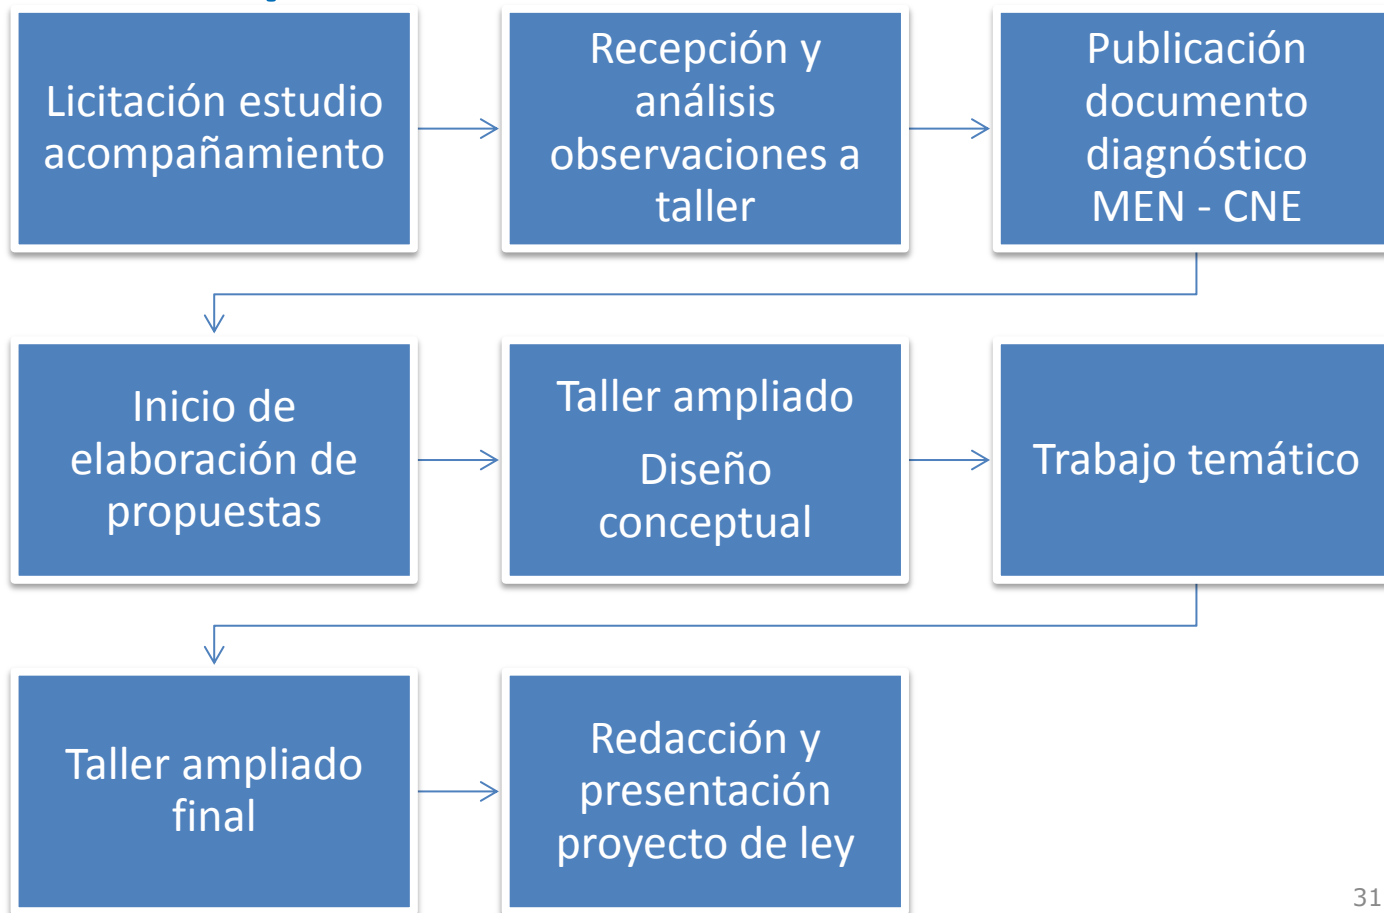 Licitación estudio
acompañamiento
Recepción y
análisis
observaciones a
taller
Publicación
documento
diagnóstico
MEN - CNE
Inicio de
elaboración de
propuestas
Taller ampliado
Diseño
conceptual
Trabajo temático
Taller ampliado
final
Redacción y
presentación
proyecto de ley
31